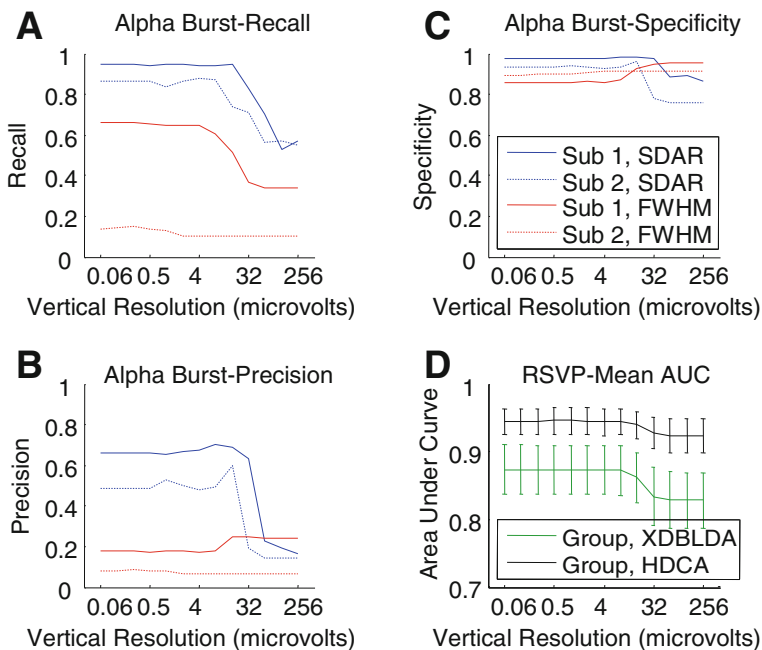 A
Alpha Burst-Recall
1
0.8
0.6
0.4
0.2
0
Recall
0.06 0.5 4 32 256
Vertical Resolution (microvolts)
C
Alpha Burst-Specificity
1
0.8
0.6
0.4
0.2
0
Specificity
Sub 1, SDAR
Sub 2, SDAR
Sub 1, FWHM
Sub 2, FWHM
0.06 0.5 4 32 256
Vertical Resolution (microvolts)
B
Alpha Burst-Precision
1
0.8
0.6
0.4
0.2
0
Precision
0.06 0.5 4 32 256
Vertical Resolution (microvolts)
D
RSVP-Mean AUC
1
0.9
0.8
0.7
Area Under Curve
Group, XDBLDA
Group, HDCA
0.06 0.5 4 32 256
Vertical Resolution (microvolts)